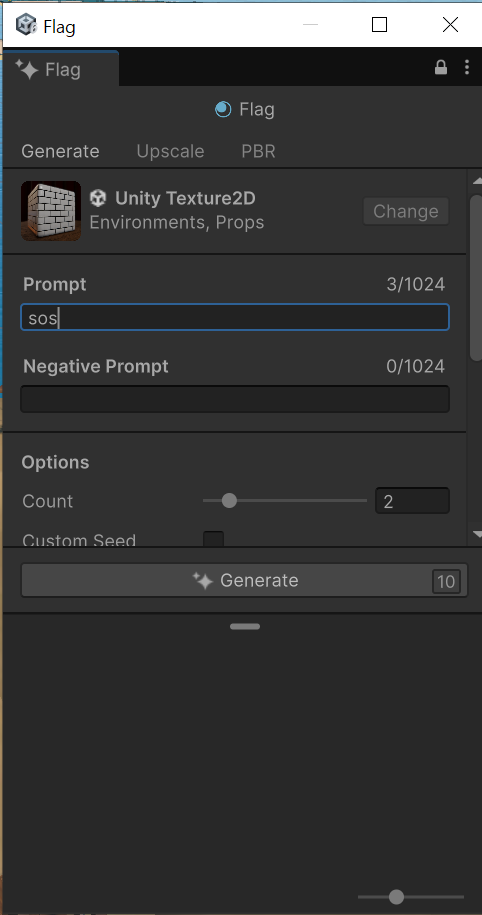 Flag
Flag
Flag
Generate Upscale PBR
Unity Texture2D
Environments, Props
Change
Prompt 3/1024
sos
Negative Prompt 0/1024
Options
Count 2
Custom Seed
Generate 10